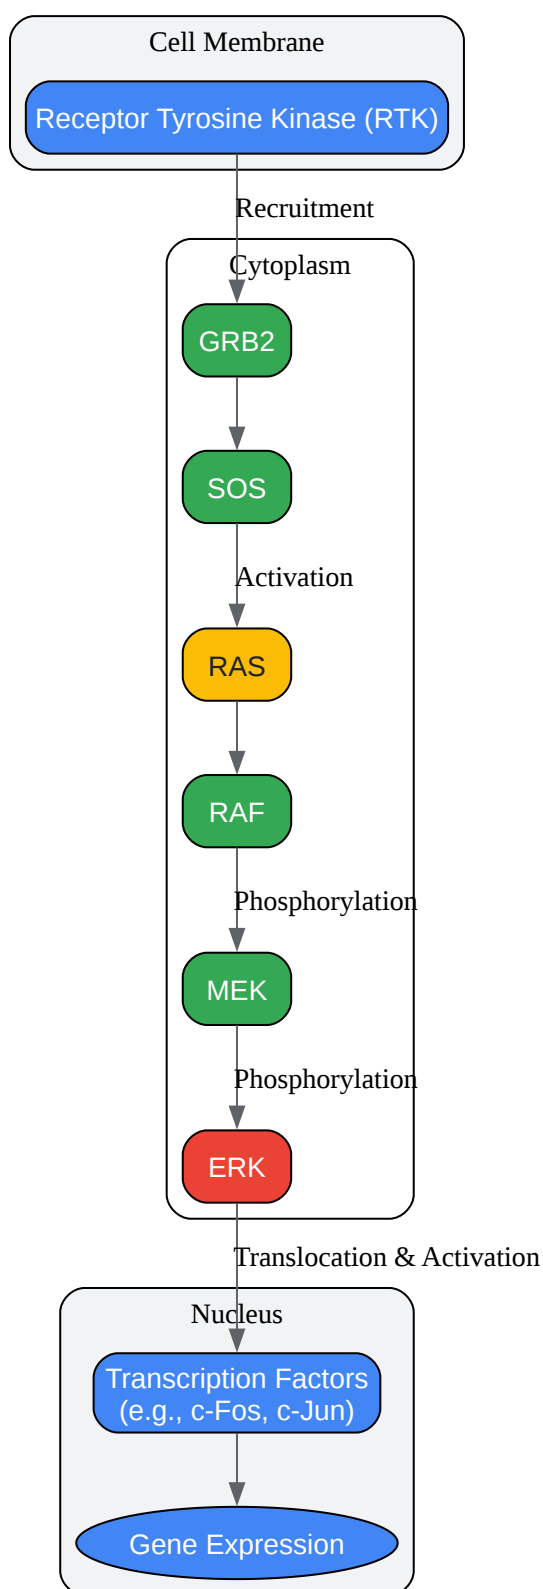 Cell Membrane
Receptor Tyrosine Kinase (RTK)
Recruitment
Cytoplasm
GRB2
SOS
Activation
RAS
RAF
Phosphorylation
MEK
Phosphorylation
ERK
Translocation & Activation
Nucleus
Transcription Factors
(e.g., c-Fos, c-Jun)
Gene Expression